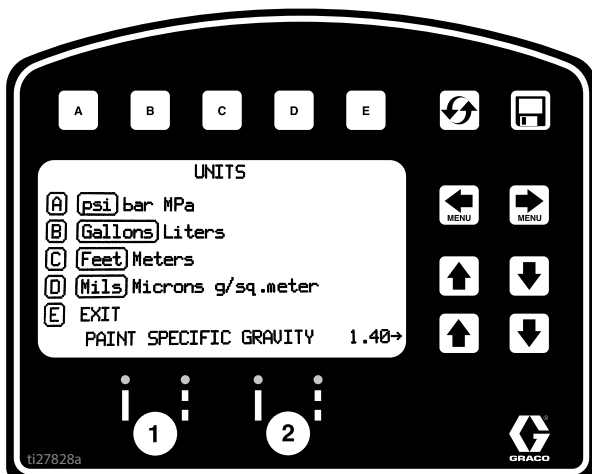 A B C D E
UNITS
A psi bar MPa
B Gallons Liters
C Feet Meters
D Mils Microns g/sq.meter
E EXIT
PAINT SPECIFIC GRAVITY 1.40→
MENU MENU
1 2
ti27828a
GRACO